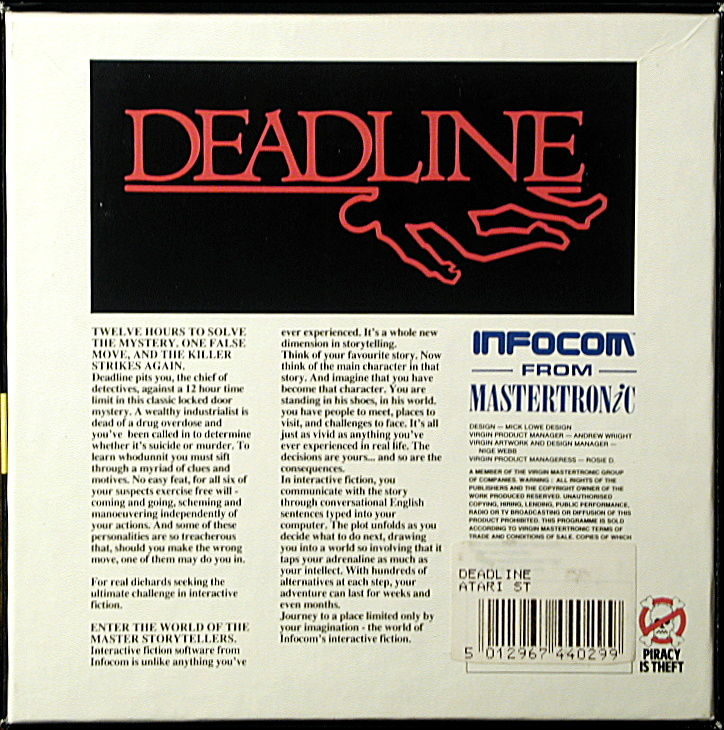 DEADLINE
TWELVE HOURS TO SOLVE
THE MYSTERY. ONE FALSE
MOVE, AND THE KILLER
STRIKES AGAIN.
Deadline pits you, the chief of
detectives, against a 12 hour time
limit in this classic locked door
mystery. A wealthy industrialist is
dead of a drug overdose and
you've been called in to determine
whether it's suicide or murder. To
learn whodunnit you must sift
through a myriad of clues and
motives. No easy feat, for all six of
your suspects exercise free will -
coming and going, scheming and
manoeuvering independently of
your actions. And some of these
personalities are so treacherous
that, should you make the wrong
move, one of them may do you in.
For real diehards seeking the
ultimate challenge in interactive
fiction.
ENTER THE WORLD OF THE
MASTER STORYTELLERS.
Interactive fiction software from
Infocom is unlike anything you've
ever experienced. It's a whole new
dimension in storytelling.
Think of your favourite story. Now
think of the main character in that
story. And imagine that you have
become that character. You are
standing in his shoes, in his world.
you have people to meet, places to
visit, and challenges to face. It's all
just as vivid as anything you've
ever experienced in real life. The
decisions are yours... and so are the
consequences.
In interactive fiction, you
communicate with the story
through conversational English
sentences typed into your
computer. The plot unfolds as you
decide what to do next, drawing
you into a world so involving that it
taps your adrenaline as much as
your intellect. With hundreds of
alternatives at each step, your
adventure can last for weeks and
even months.
Journey to a place limited only by
your imagination - the world of
Infocom's interactive fiction.
INFOCOM
FROM
MASTERTRONiC
DESIGN — MICK LOWE DESIGN
VIRGIN PRODUCT MANAGER — ANDREW WRIGHT
VIRGIN ARTWORK AND DESIGN MANAGER —
NIGE WEBB
VIRGIN PRODUCT MANAGERESS — ROSIE D.
A MEMBER OF THE VIRGIN MASTERTRONIC GROUP
OF COMPANIES. WARNING: ALL RIGHTS OF THE
PUBLISHERS AND THE COPYRIGHT OWNER OF THE
WORK PRODUCED RESERVED. UNAUTHORISED
COPYING, HIRING, LENDING, PUBLIC PERFORMANCE,
RADIO OR TV BROADCASTING OR DIFFUSION OF THIS
PRODUCT PROHIBITED. THIS PROGRAMME IS SOLD
ACCORDING TO VIRGIN MASTERTRONIC TERMS OF
TRADE AND CONDITIONS OF SALE. COPIES OF WHICH
DEADLINE
ATARI ST
5 012967 440299
PIRACY
IS THEFT